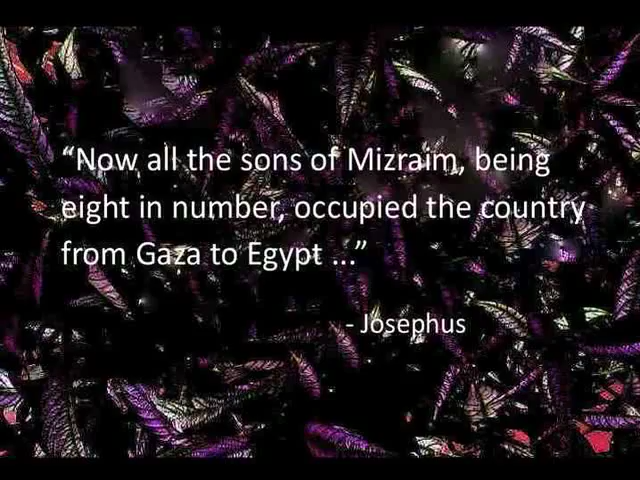 “Now all the sons of Mizraim, being
eight in number, occupied the country
from Gaza to Egypt ...”
- Josephus